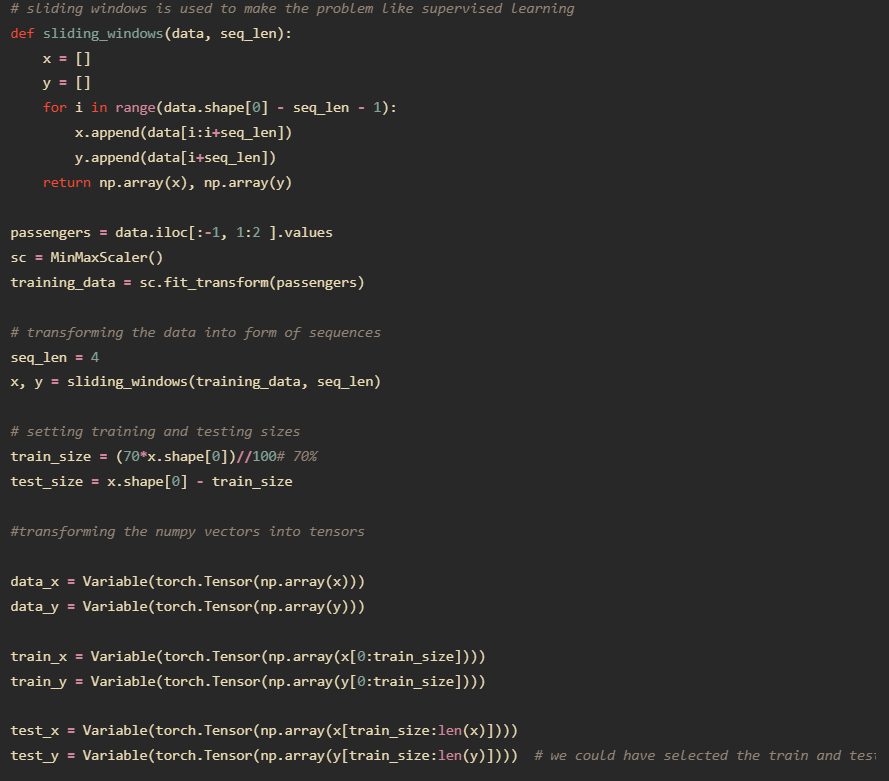 # sliding windows is used to make the problem like supervised learning
def sliding_windows(data, seq_len):
    x = []
    y = []
    for i in range(data.shape[0] - seq_len - 1):
        x.append(data[i:i+seq_len])
        y.append(data[i+seq_len])
    return np.array(x), np.array(y)

passengers = data.iloc[:-1, 1:2 ].values
sc = MinMaxScaler()
training_data = sc.fit_transform(passengers)

# transforming the data into form of sequences
seq_len = 4
x, y = sliding_windows(training_data, seq_len)

# setting training and testing sizes
train_size = (70*x.shape[0])//100# 70%
test_size = x.shape[0] - train_size

#transforming the numpy vectors into tensors

data_x = Variable(torch.Tensor(np.array(x)))
data_y = Variable(torch.Tensor(np.array(y)))

train_x = Variable(torch.Tensor(np.array(x[0:train_size])))
train_y = Variable(torch.Tensor(np.array(y[0:train_size])))

test_x = Variable(torch.Tensor(np.array(x[train_size:len(x)])))
test_y = Variable(torch.Tensor(np.array(y[train_size:len(y)])))  # we could have selected the train and test